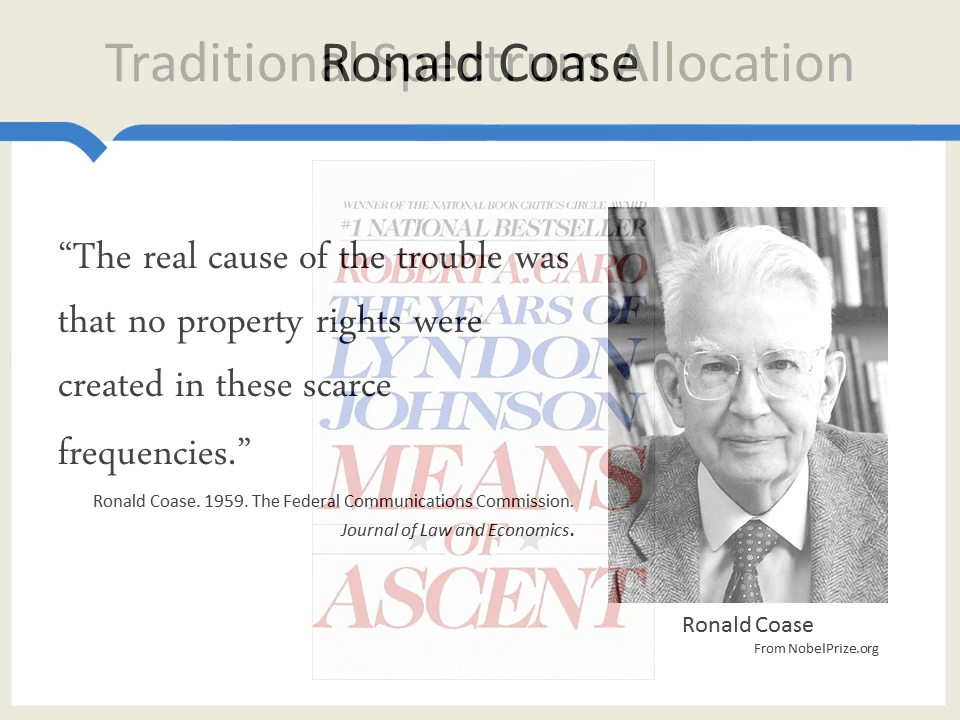 Traditional Spectrum Allocation
Ronald Coase
WINNER OF THE NATIONAL BOOK CRITICS CIRCLE AWARD
#1 NATIONAL BESTSELLER
ROBERT A. CARO
THE YEARS OF
LYNDON
JOHNSON
MEANS
OF
ASCENT
“The real cause of the trouble was
that no property rights were
created in these scarce
frequencies.”
Ronald Coase. 1959. The Federal Communications Commission.
Journal of Law and Economics.
Ronald Coase
From NobelPrize.org